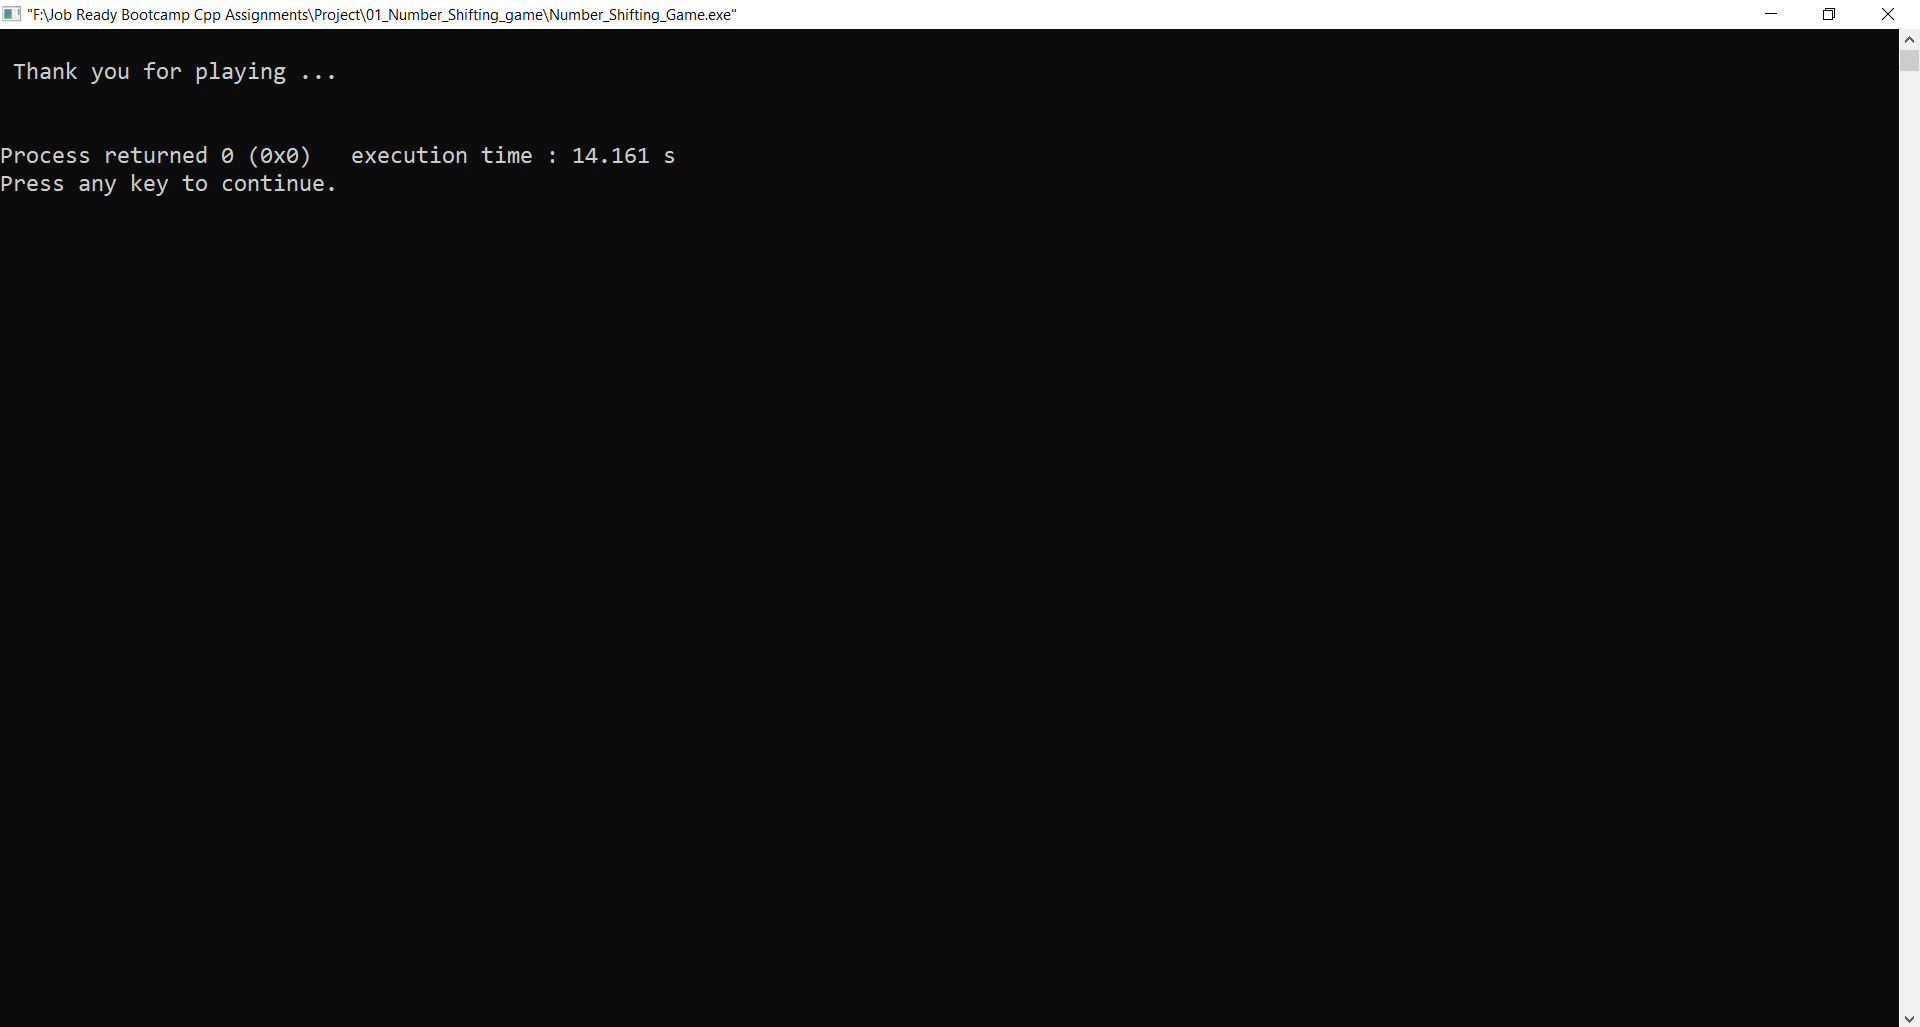 "F:\Job Ready Bootcamp Cpp Assignments\Project\01_Number_Shifting_game\Number_Shifting_Game.exe"
Thank you for playing ...
Process returned 0 (0x0)   execution time : 14.161 s
Press any key to continue.